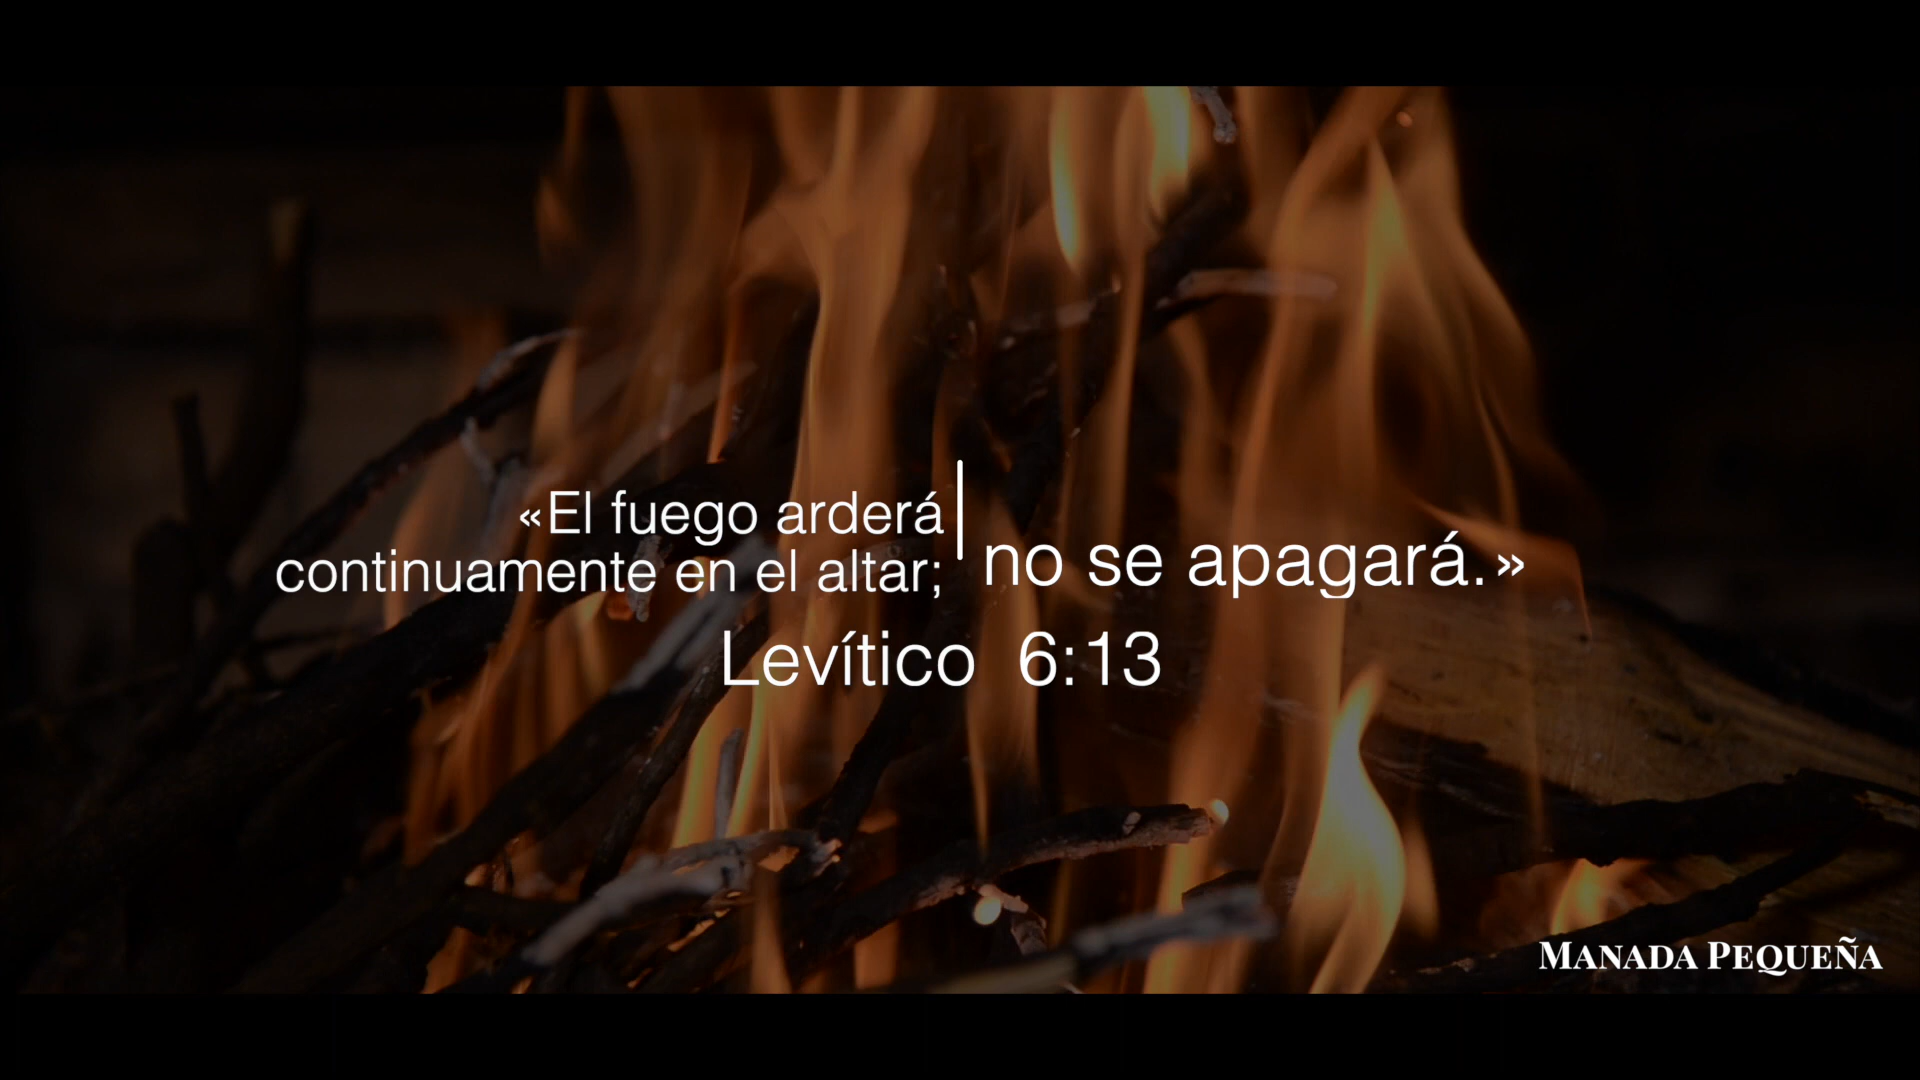 «El fuego arderá
continuamente en el altar;
no se apagará.»
Levítico 6:13
MANADA PEQUEÑA